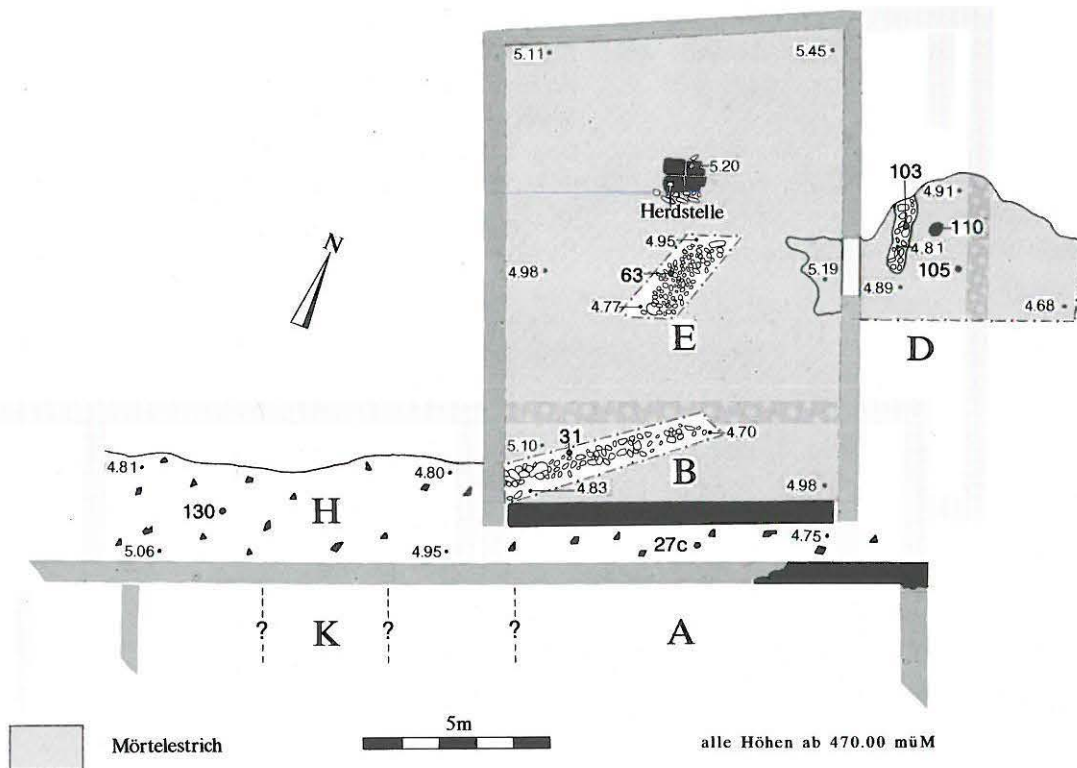 5.11
5.45
5.20
Herdstelle
103
4.91
110
4.95
4.81
N
4.98
63
5.19
105
4.89
4.77
4.68
E
D
31
5.10
4.70
B
4.81
4.80
4.83
4.98
H
130
27c
4.75
5.06
4.95
?
K
?
?
A
5m
Mörtelestrich
alle Höhen ab 470.00 müM